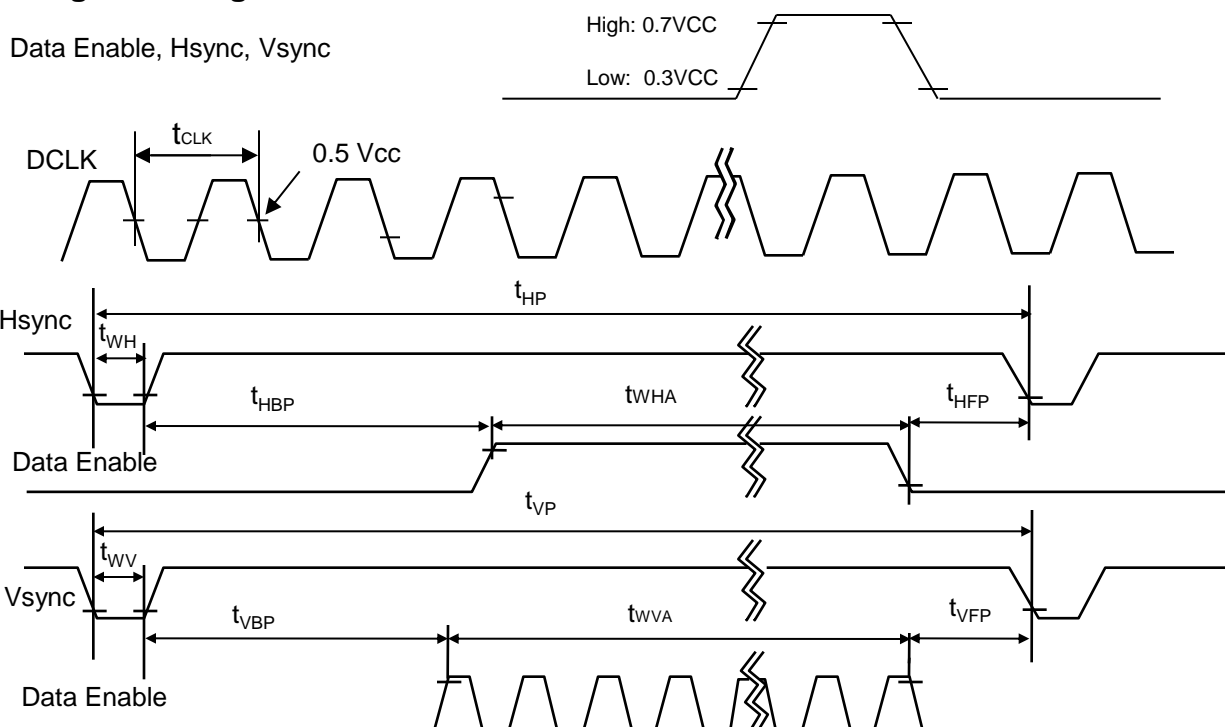 Data Enable, Hsync, Vsync
High: 0.7VCC
Low: 0.3VCC
tCLK
DCLK
0.5 Vcc
tHP
Hsync
tWH
tHBP
tWHA
tHFP
Data Enable
tVP
tWV
Vsync
tVBP
tWVA
tVFP
Data Enable